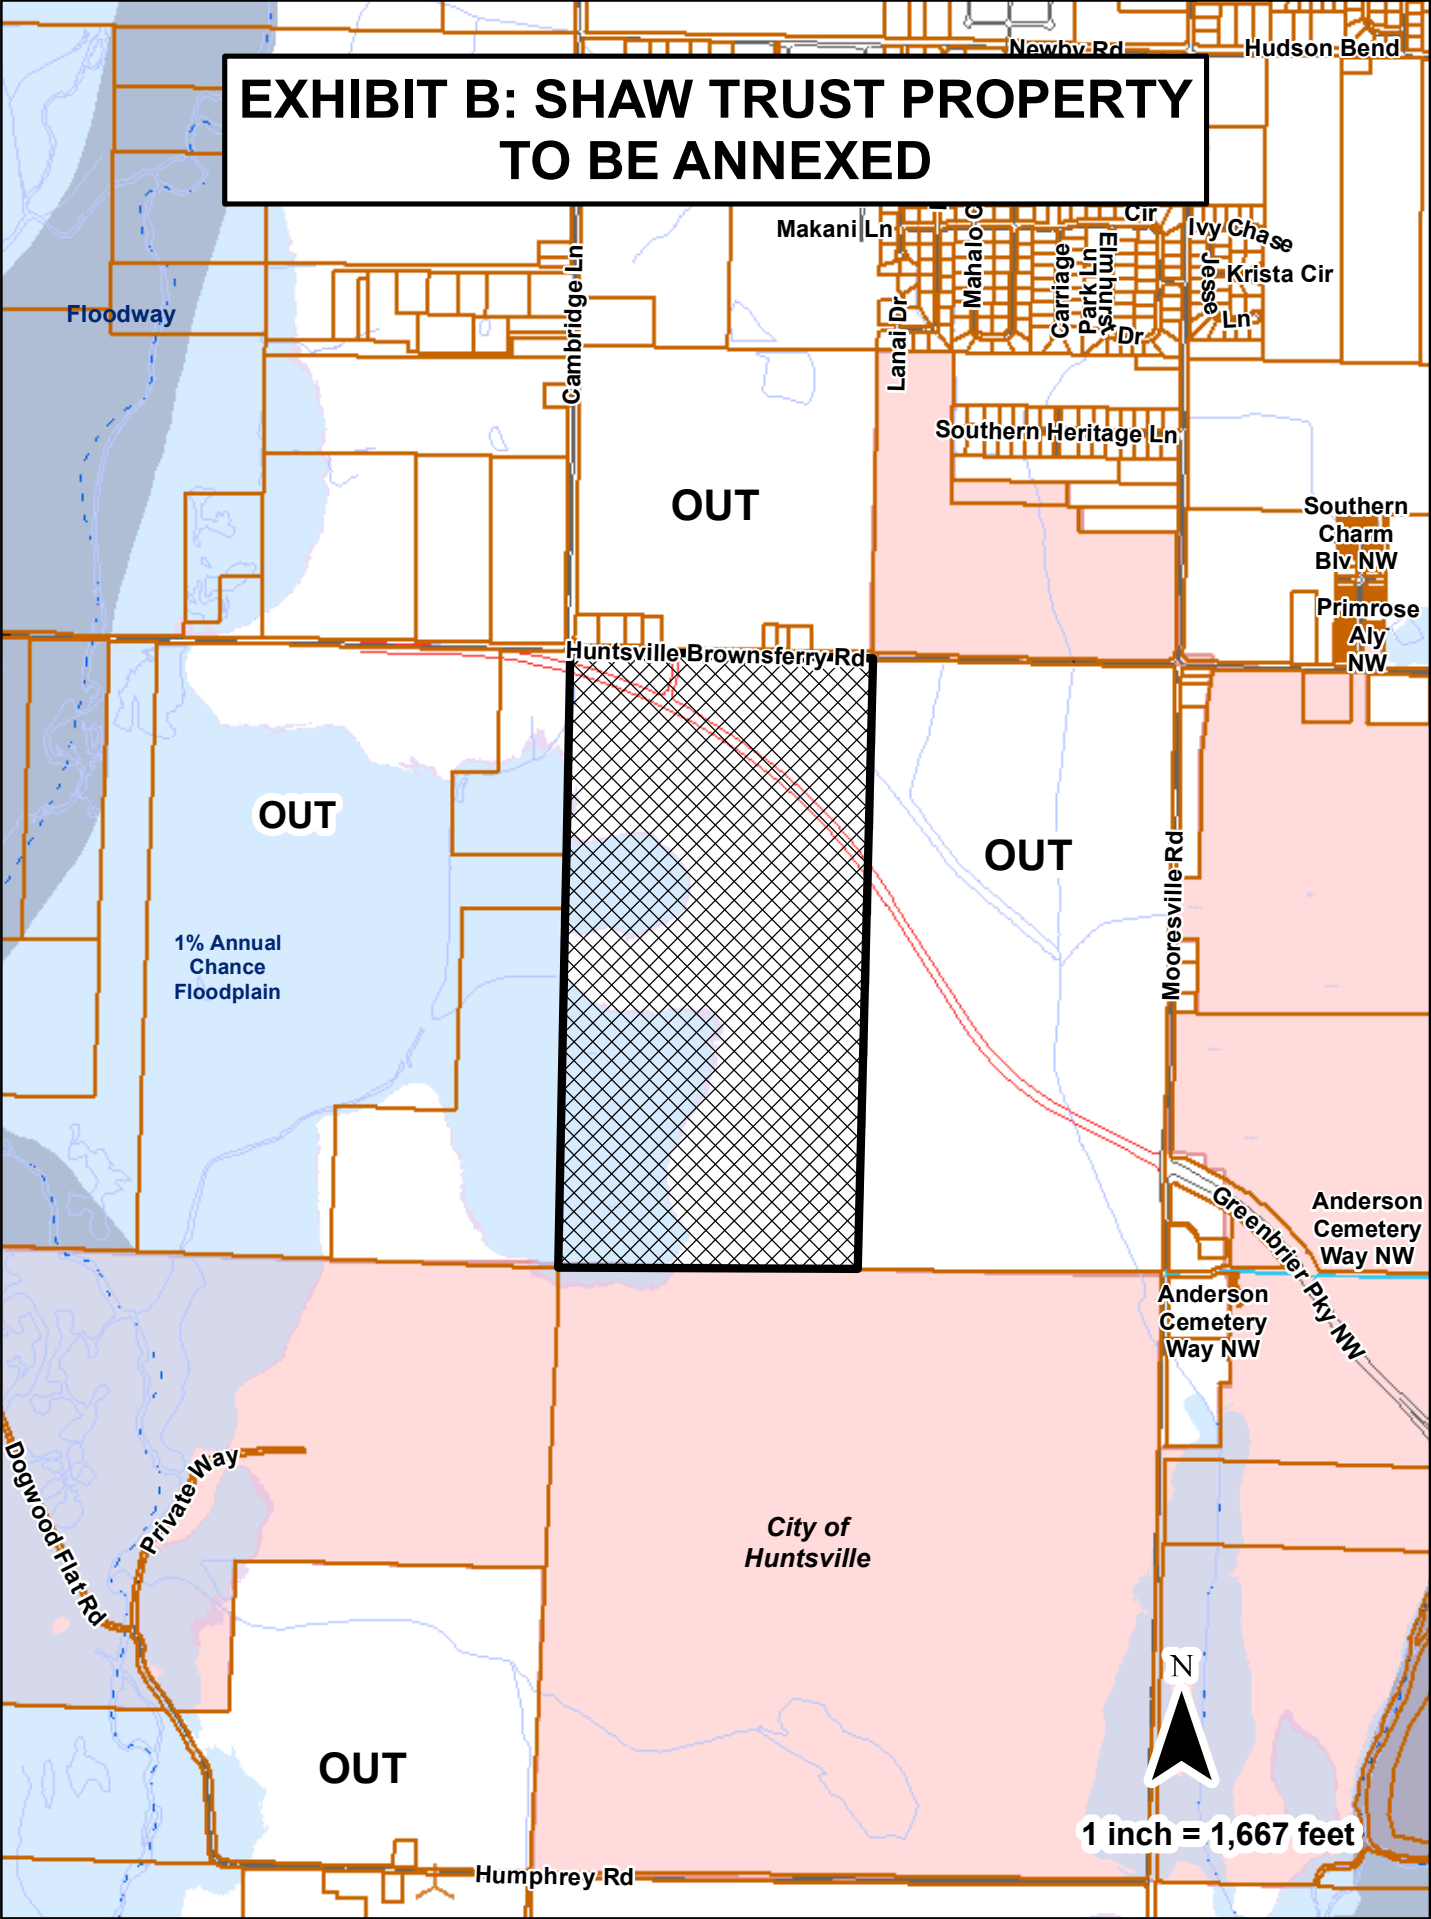 Newby Rd
Hudson Bend
EXHIBIT B: SHAW TRUST PROPERTY
TO BE ANNEXED
Makani Ln
Mahalo C
Cir
Ivy Chase
Jesse
Ln
Krista Cir
Carriage
Park Ln
Elmhurst Dr
Floodway
Cambridge Ln
Lanai Dr
Southern Heritage Ln
OUT
Southern
Charm
Blv NW
Primrose
Aly
NW
Huntsville Brownsferry Rd
OUT
OUT
Mooresville Rd
1% Annual
Chance
Floodplain
Greenbrier Pky NW
Anderson
Cemetery
Way NW
Anderson
Cemetery
Way NW
Dogwood Flat Rd
Private Way
City of
Huntsville
N
OUT
1 inch = 1,667 feet
Humphrey Rd